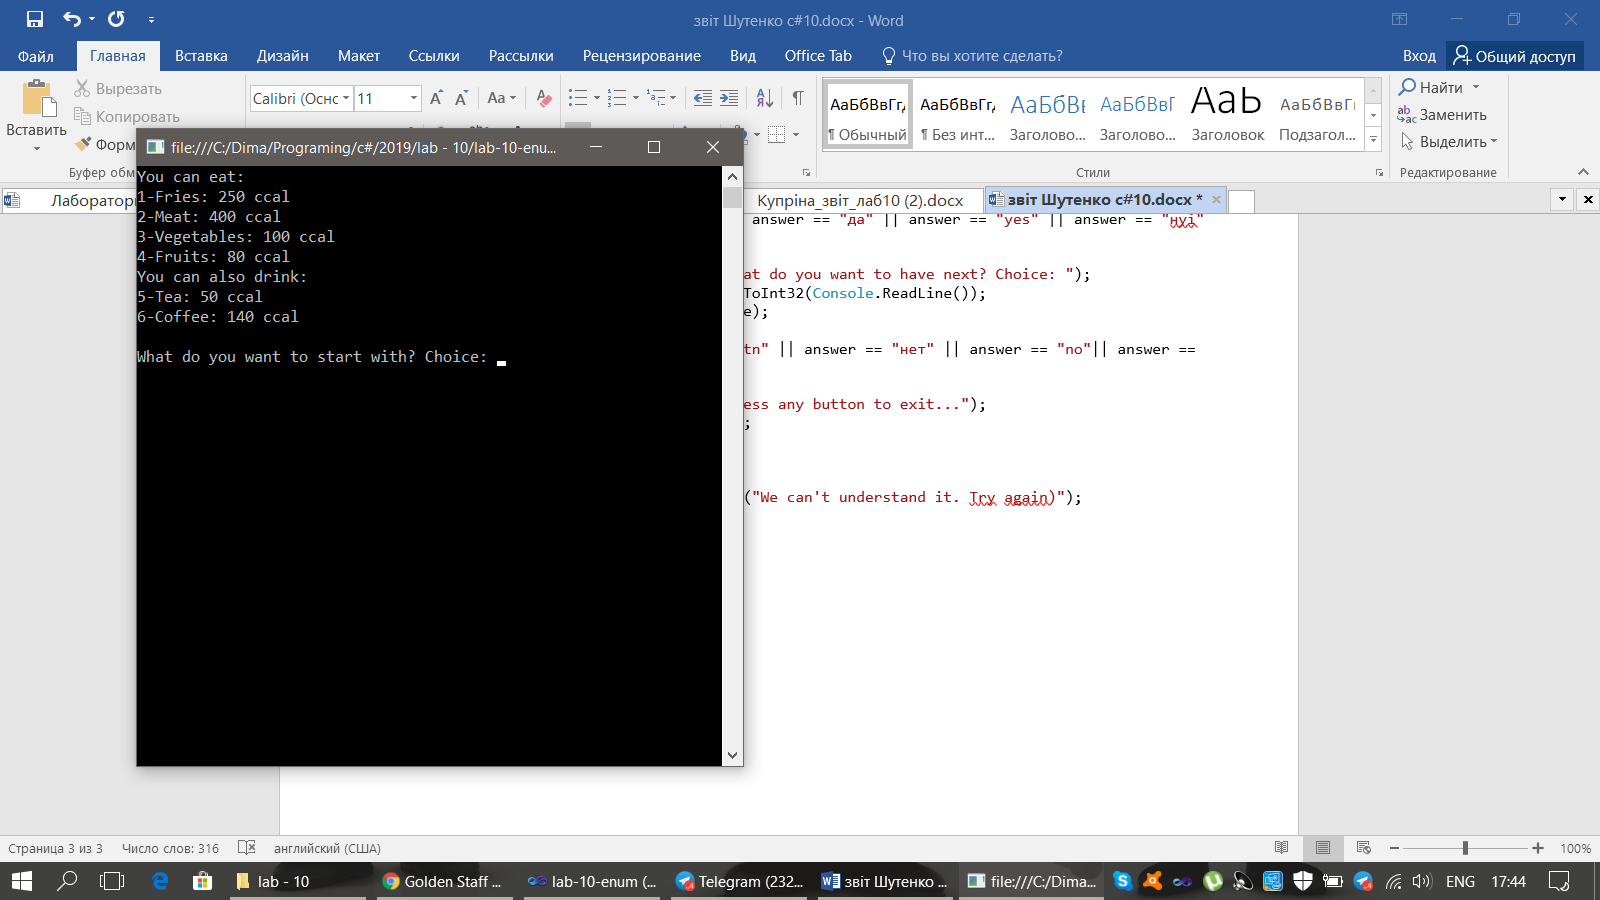 звіт Шутенко c#10.docx - Word
Файл
Главная
Вставка
Дизайн
Макет
Ссылки
Рассылки
Рецензирование
Вид
Office Tab
Что вы хотите сделать?
Вход
Общий доступ
Вставить
Вырезать
Копировать
Форм
Буфер обм
Calibri (Оснс
11
Aa
АаБбВвГг,
¶ Обычный
АаБбВвГг,
¶ Без инт...
АаБбВ
Заголово...
АаБбВвГ
Заголово...
АаЬ
Заголовок
АаБбВвГ
Подзагол...
Стили
Найти
Заменить
Выделить
Редактирование
Лаборатор
Купріна_звіт_лаб10 (2).docx
звіт Шутенко c#10.docx *
file:///C:/Dima/Programing/c#/2019/lab - 10/lab-10-enu...
You can eat:
1-Fries: 250 ccal
2-Meat: 400 ccal
3-Vegetables: 100 ccal
4-Fruits: 80 ccal
You can also drink:
5-Tea: 50 ccal
6-Coffee: 140 ccal
What do you want to start with? Choice:
answer == "да" || answer == "yes" || answer == "нуі"
at do you want to have next? Choice: ");
ToInt32(Console.ReadLine());
e);
tn" || answer == "нет" || answer == "no"|| answer ==
ess any button to exit...");
;
("We can't understand it. Try again)");
Страница 3 из 3
Число слов: 316
английский (США)
100%
lab - 10
Golden Staff ...
lab-10-enum (...
Telegram (232...
звіт Шутенко ...
file:///C:/Dima...
ENG
17:44